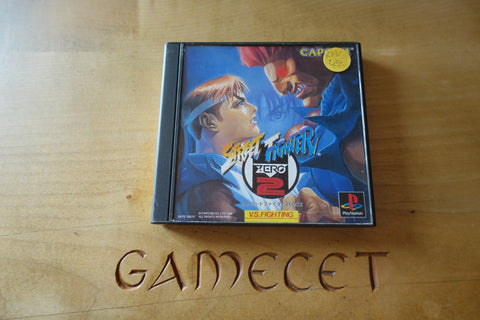 CAPCOM
STREET FIGHTER
ZERO
2
V.S. FIGHTING
PlayStation
GAMECET